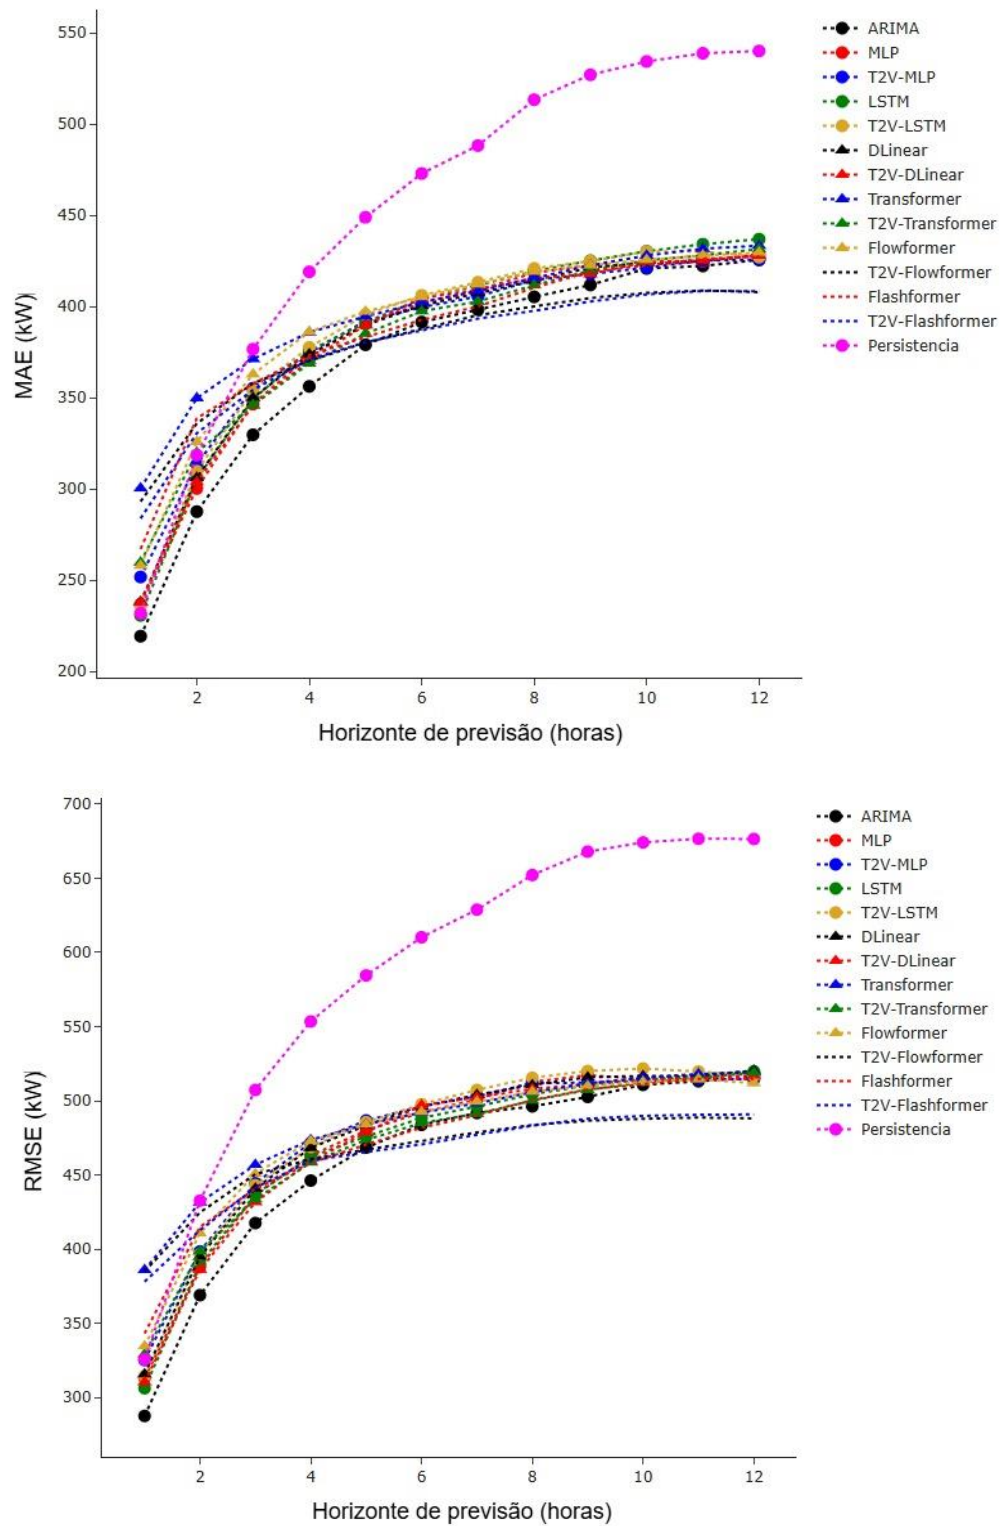 550
500
450
400
350
300
250
200
MAE (kW)
2
4
6
8
10
12
Horizonte de previsão (horas)
ARIMA
MLP
T2V-MLP
LSTM
T2V-LSTM
DLinear
T2V-DLinear
Transformer
T2V-Transformer
Flowformer
T2V-Flowformer
Flashformer
T2V-Flashformer
Persistencia
700
650
600
550
500
450
400
350
300
RMSE (kW)
2
4
6
8
10
12
Horizonte de previsão (horas)
ARIMA
MLP
T2V-MLP
LSTM
T2V-LSTM
DLinear
T2V-DLinear
Transformer
T2V-Transformer
Flowformer
T2V-Flowformer
Flashformer
T2V-Flashformer
Persistencia